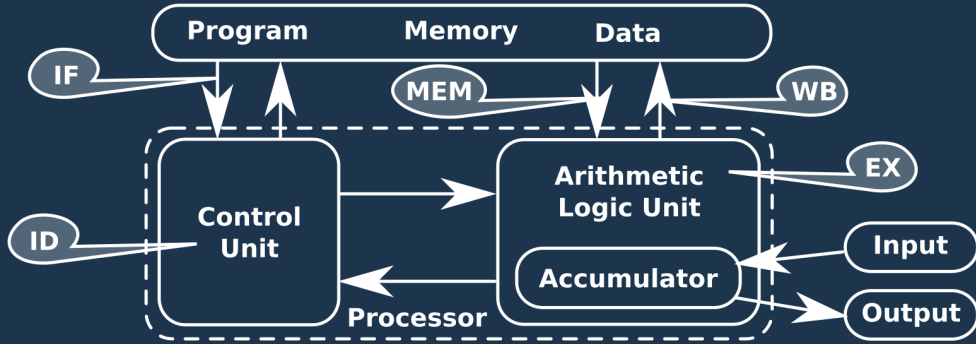 Program Memory Data
IF
MEM
WB
Arithmetic
Logic Unit
EX
Control
Unit
ID
Accumulator
Input
Output
Processor